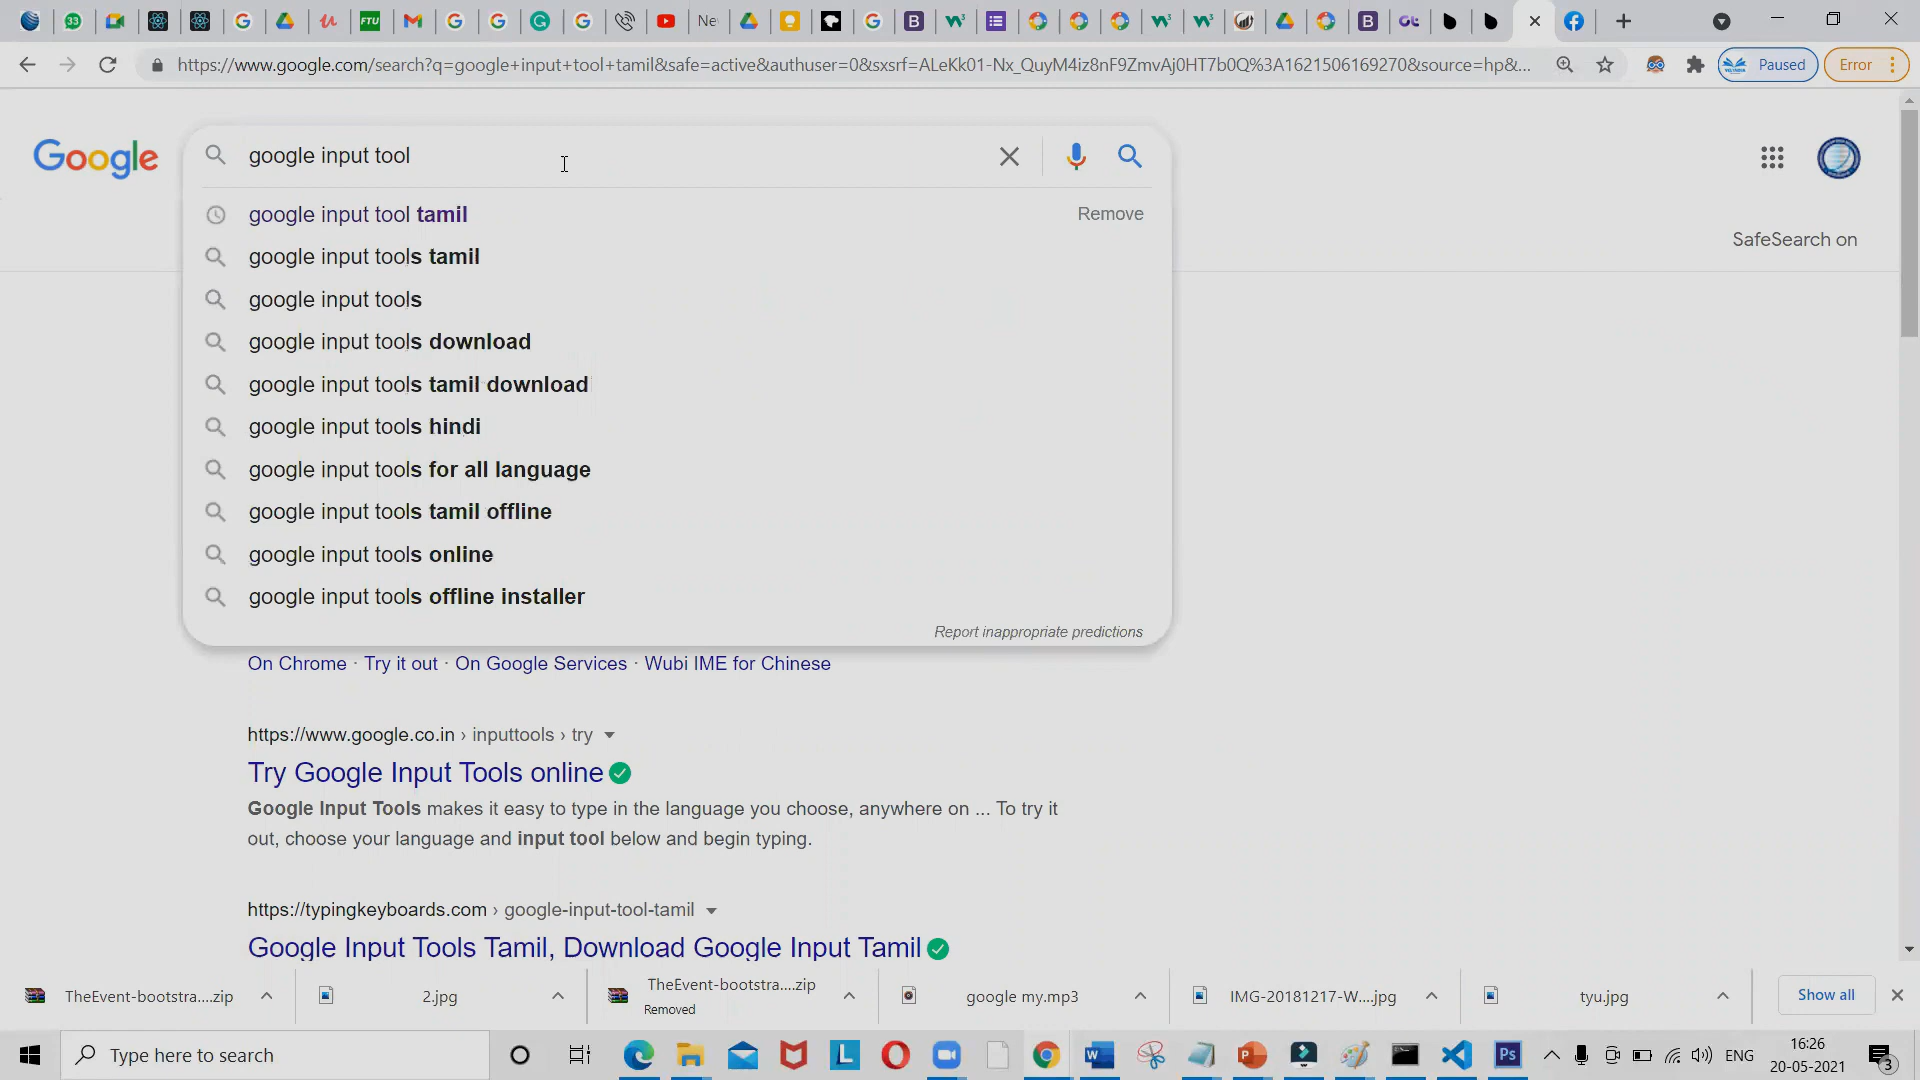 33
FTU
Ne
https://www.google.com/search?q=google+input+tool+tamil&safe=active&authuser=0&sxsrf=ALeKk01-Nx_QuyM4iz8nF9ZmvAj0HT7b0Q%3A1621506169270&source=hp&...
Paused
Error
Google
google input tool
google input tool tamil
Remove
google input tools tamil
SafeSearch on
google input tools
google input tools download
google input tools tamil download
google input tools hindi
google input tools for all language
google input tools tamil offline
google input tools online
google input tools offline installer
Report inappropriate predictions
On Chrome · Try it out · On Google Services · Wubi IME for Chinese
https://www.google.co.in › inputtools › try
Try Google Input Tools online
Google Input Tools makes it easy to type in the language you choose, anywhere on ... To try it
out, choose your language and input tool below and begin typing.
https://typingkeyboards.com › google-input-tool-tamil
Google Input Tools Tamil, Download Google Input Tamil
TheEvent-bootstra....zip
2.jpg
TheEvent-bootstra....zip
Removed
google my.mp3
IMG-20181217-W....jpg
tyu.jpg
Show all
Type here to search
ENG
16:26
20-05-2021
3